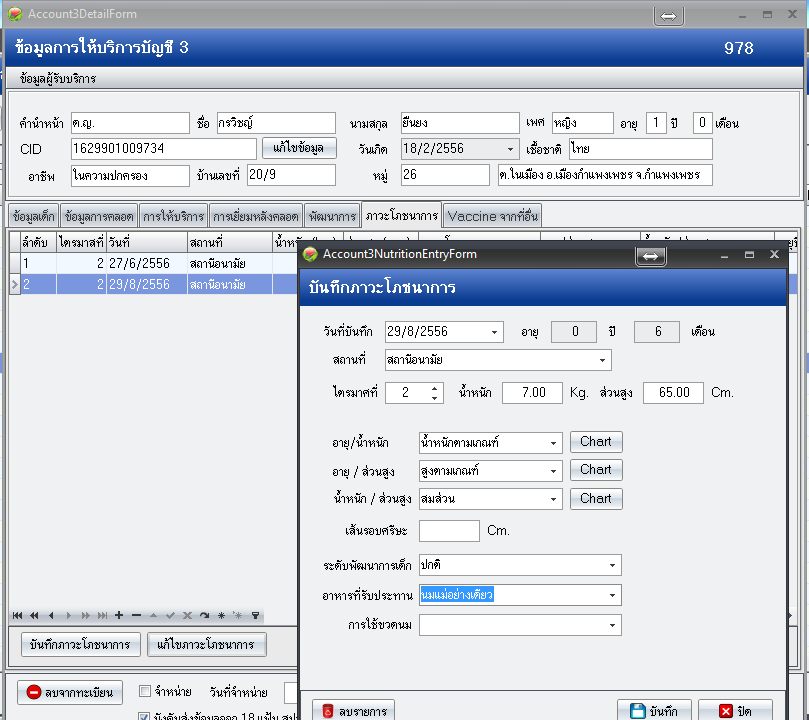 Account3DetailForm
ข้อมูลการให้บริการบัญชี 3 978
ข้อมูลผู้รับบริการ
คำนำหน้า ด.ญ. ชื่อ กรวิชญ์ นามสกุล ยืนยง เพศ หญิง อายุ 1 ปี 0 เดือน
CID 1629901009734 แก้ไขข้อมูล วันเกิด 18/2/2556 เชื้อชาติ ไทย
อาชีพ ในความปกครอง บ้านเลขที่ 20/9 หมู่ 26 ต.ในเมือง อ.เมืองกำแพงเพชร จ.กำแพงเพชร
ข้อมูลเด็ก ข้อมูลการคลอด การให้บริการ การเยี่ยมหลังคลอด พัฒนาการ ภาวะโภชนาการ Vaccine จากที่อื่น
ลำดับ ไตรมาสที่ วันที่ สถานที่
1 2 27/6/2556 สถานีอนามัย
2 2 29/8/2556 สถานีอนามัย
Account3NutritionEntryForm
บันทึกภาวะโภชนาการ
วันที่บันทึก 29/8/2556 อายุ 0 ปี 6 เดือน
สถานที่ สถานีอนามัย
ไตรมาศที่ 2 น้ำหนัก 7.00 Kg. ส่วนสูง 65.00 Cm.
อายุ/น้ำหนัก น้ำหนักตามเกณฑ์ Chart
อายุ / ส่วนสูง สูงตามเกณฑ์ Chart
น้ำหนัก / ส่วนสูง สมส่วน Chart
เส้นรอบศรีษะ Cm.
ระดับพัฒนาการเด็ก ปกติ
อาหารที่รับประทาน นมแม่อย่างเดียว
การใช้ขวดนม
บันทึกภาวะโภชนาการ แก้ไขภาวะโภชนาการ
ลบจากทะเบียน จำหน่าย วันที่จำหน่าย
ลบรายการ บันทึก ปิด
บังคับส่งข้อมูลออก 18 แฟ้ม